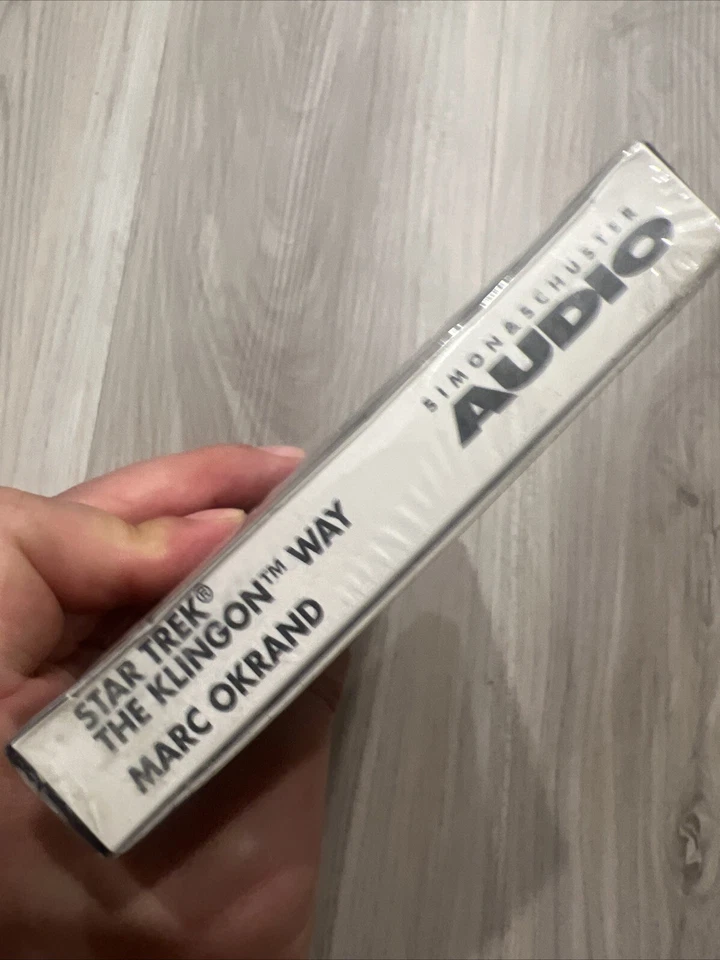 STAR TREK®
THE KLINGON™ WAY
MARC OKRAND
SIMON & SCHUSTER
AUDIO